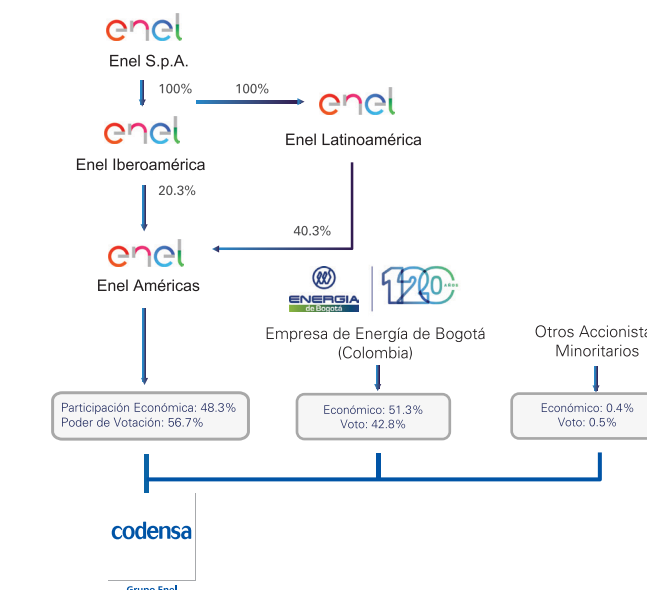 enel
Enel S.p.A.
100%
100%
enel
Enel Iberoamérica
enel
Enel Latinoamérica
20.3%
40.3%
enel
Enel Américas
ENERGIA
de Bogotá
120
AÑOS
Empresa de Energía de Bogotá
(Colombia)
Otros Accionista
Minoritarios
Participación Económica: 48.3%
Poder de Votación: 56.7%
Económico: 51.3%
Voto: 42.8%
Económico: 0.4%
Voto: 0.5%
codensa
Grupo Enel